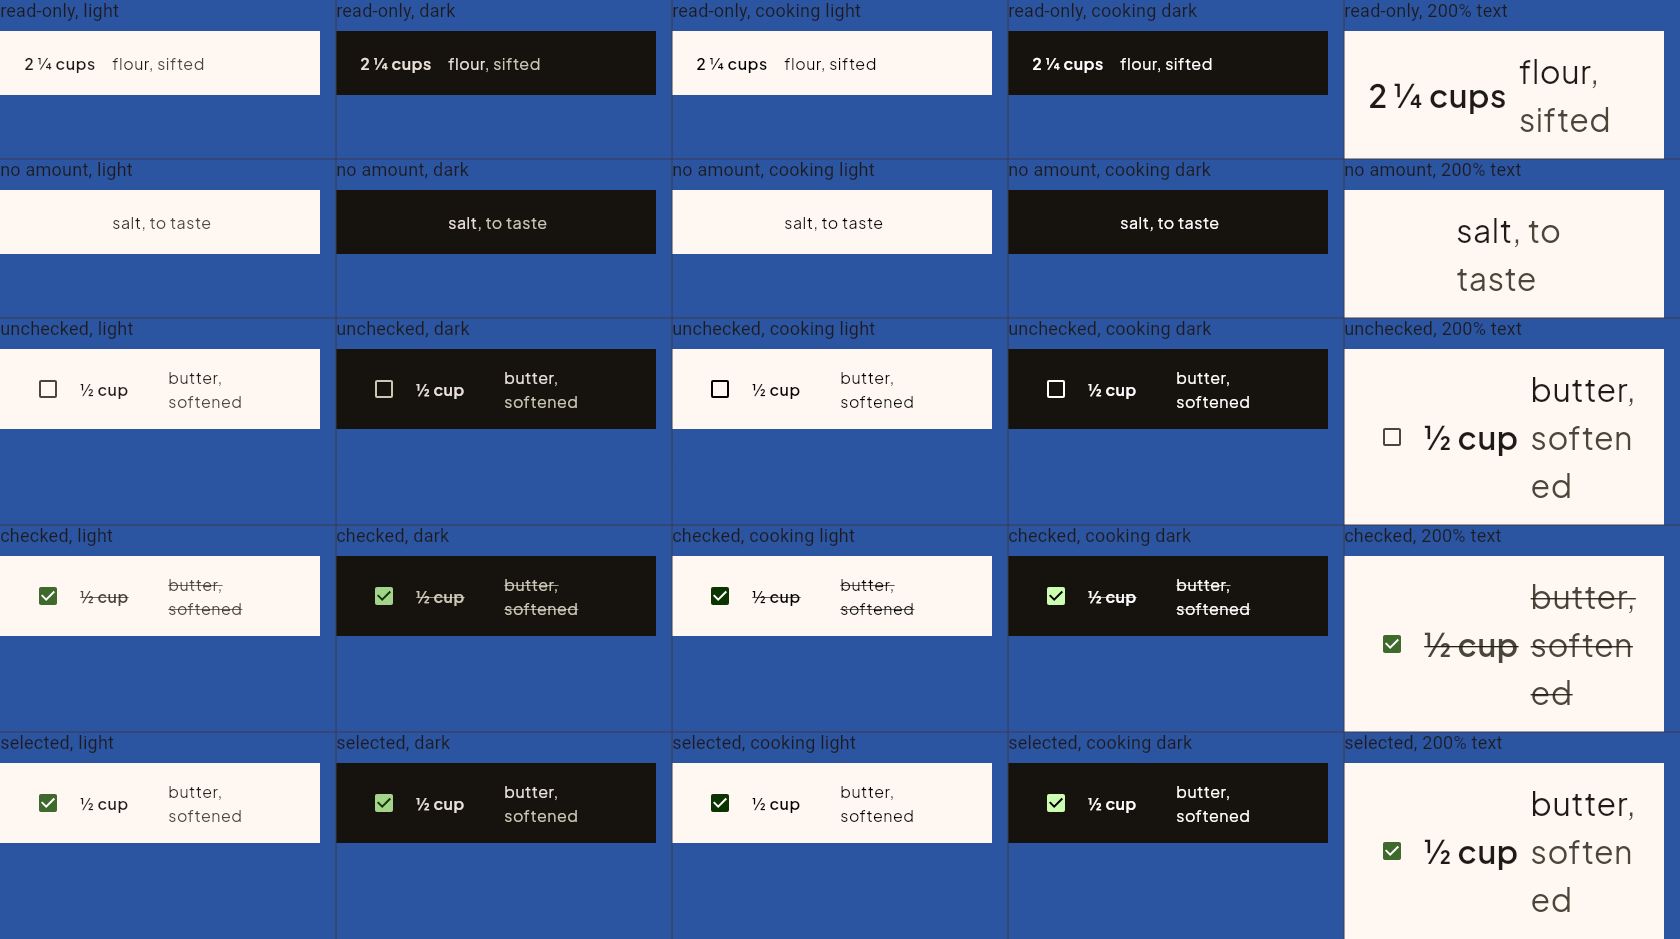 read-only, light
read-only, dark
read-only, cooking light
read-only, cooking dark
read-only, 200% text
2 ¼ cups flour, sifted
2 ¼ cups flour, sifted
2 ¼ cups flour, sifted
2 ¼ cups flour, sifted
2 ¼ cups
flour,
sifted
no amount, light
no amount, dark
no amount, cooking light
no amount, cooking dark
no amount, 200% text
salt, to taste
salt, to taste
salt, to taste
salt, to taste
salt, to
taste
unchecked, light
unchecked, dark
unchecked, cooking light
unchecked, cooking dark
unchecked, 200% text
½ cup
butter,
softened
½ cup
butter,
softened
½ cup
butter,
softened
½ cup
butter,
softened
½ cup
butter,
soften
ed
checked, light
checked, dark
checked, cooking light
checked, cooking dark
checked, 200% text
½ cup
butter,
softened
½ cup
butter,
softened
½ cup
butter,
softened
½ cup
butter,
softened
½ cup
butter,
soften
ed
selected, light
selected, dark
selected, cooking light
selected, cooking dark
selected, 200% text
½ cup
butter,
softened
½ cup
butter,
softened
½ cup
butter,
softened
½ cup
butter,
softened
½ cup
butter,
soften
ed